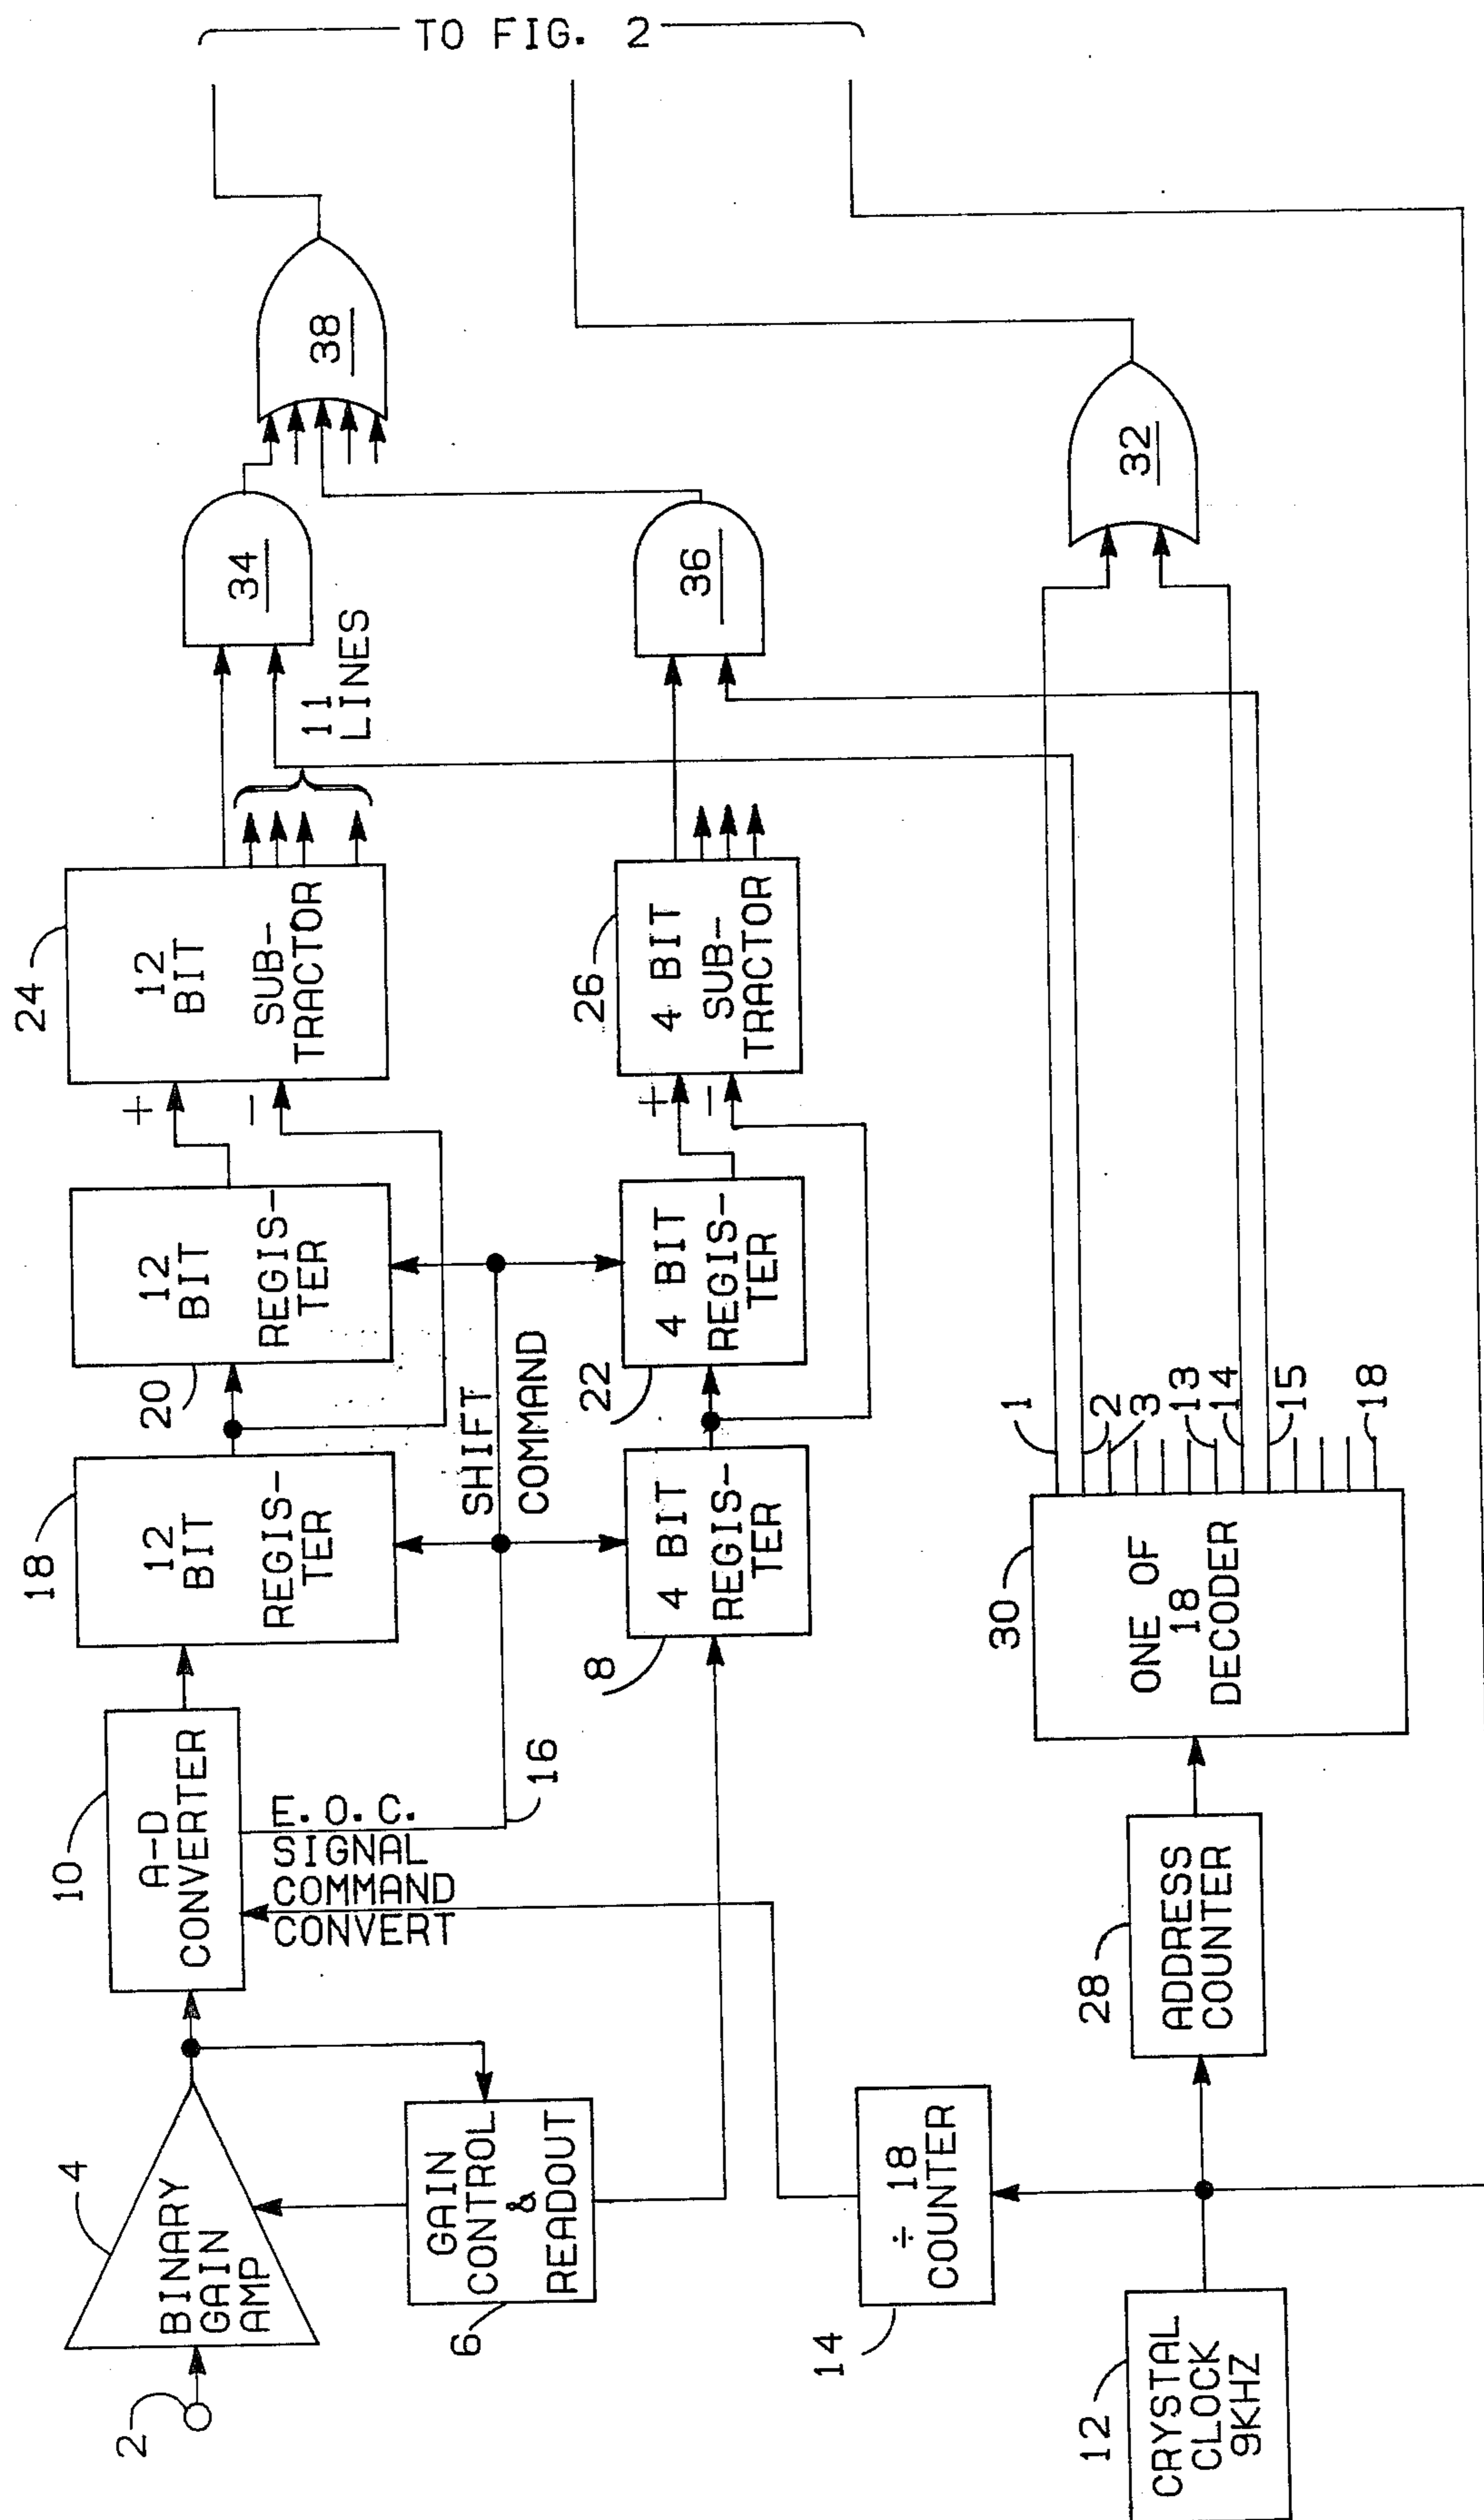 TO FIG. 2
2
4
BINARY
GAIN
AMP
6
GAIN
CONTROL
&
READOUT
10
A-D
CONVERTER
E.O.C.
SIGNAL
COMMAND
CONVERT
16
18
12
BIT
REGIS-
TER
SHIFT
COMMAND
8
4 BIT
REGIS-
TER
20
12
BIT
REGIS-
TER
22
4 BIT
REGIS-
TER
24
+
-
12
BIT
SUB-
TRACTOR
11
LINES
26
+
-
4 BIT
SUB-
TRACTOR
34
36
38
12
CRYSTAL
CLOCK
9KHZ
14
÷ 18
COUNTER
28
ADDRESS
COUNTER
30
ONE OF
18
DECODER
1
2
3
13
14
15
18
32